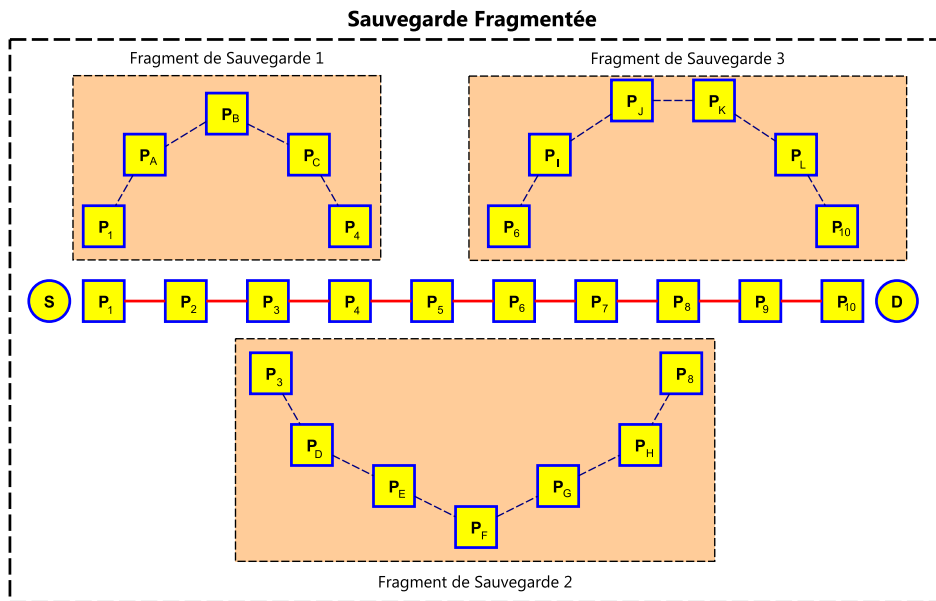 Sauvegarde Fragmentée
Fragment de Sauvegarde 1
Fragment de Sauvegarde 3
P1 PA PB PC P4
P6 PI PJ PK PL P10
S P1 P2 P3 P4 P5 P6 P7 P8 P9 P10 D
P3 PD PE PF PG PH P8
Fragment de Sauvegarde 2